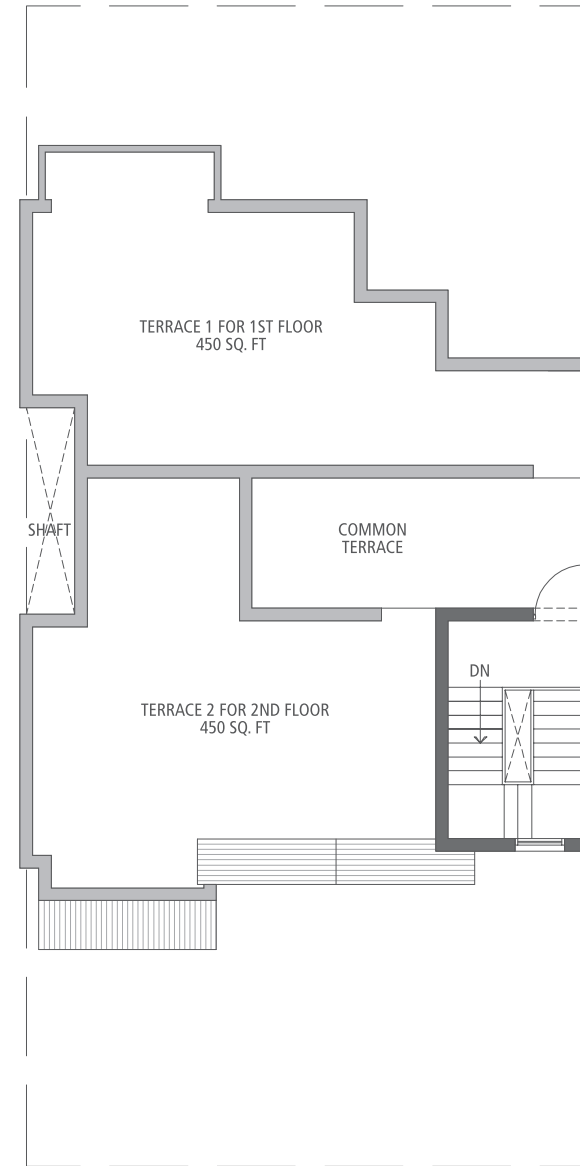 TERRACE 1 FOR 1ST FLOOR
450 SQ. FT
SHAFT
COMMON
TERRACE
DN
TERRACE 2 FOR 2ND FLOOR
450 SQ. FT